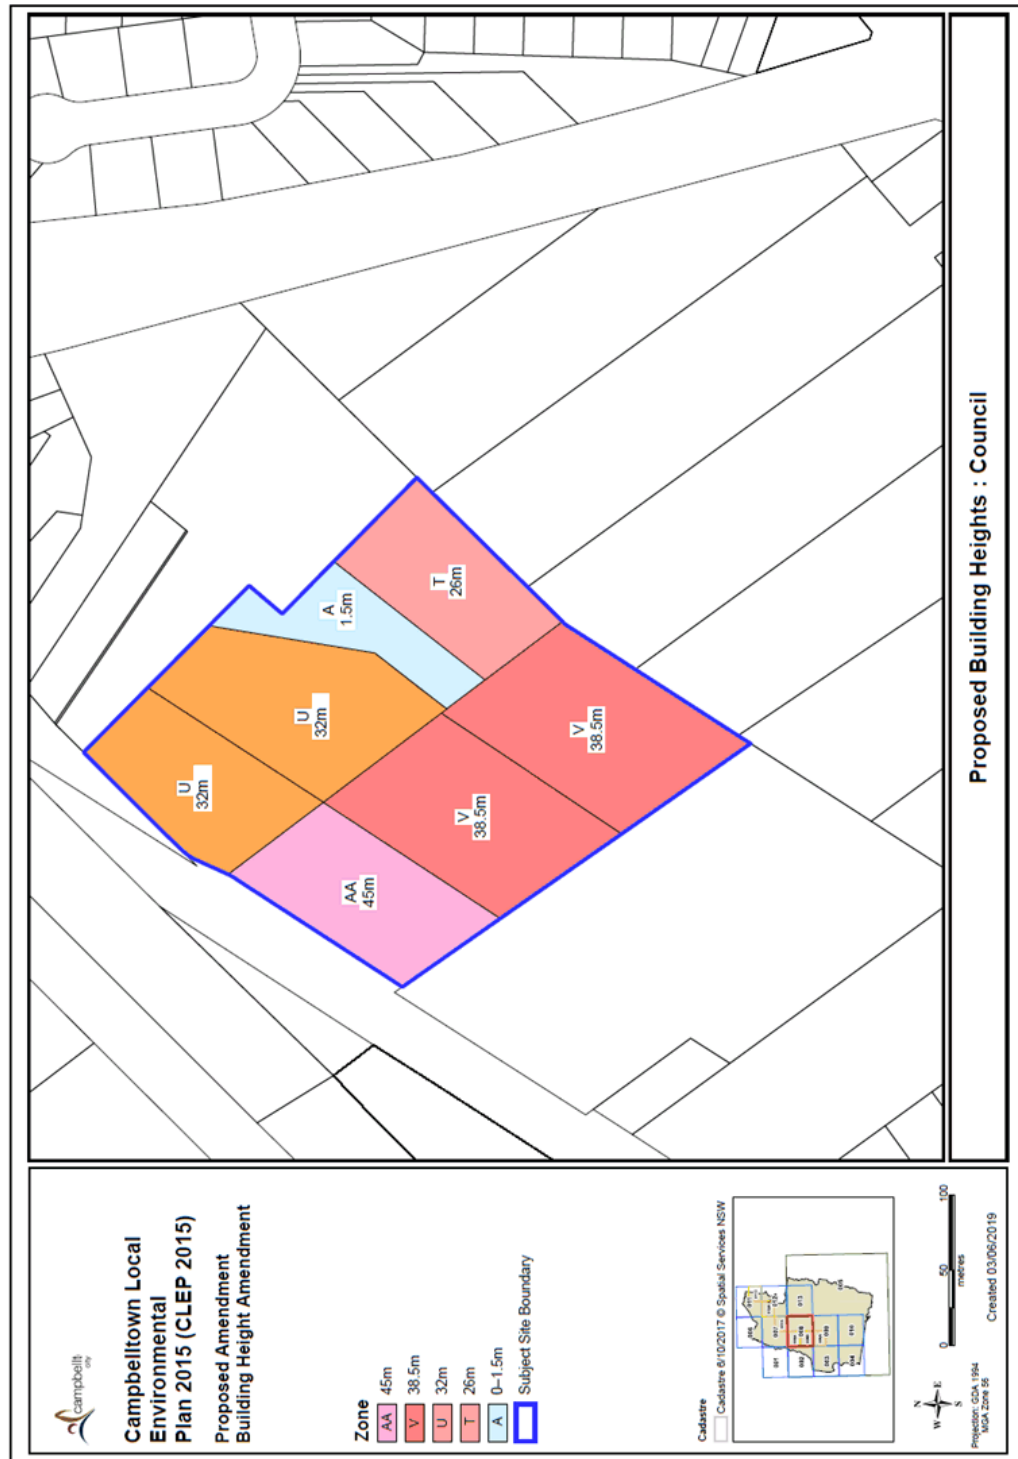 campbelltown
city
Campbelltown Local
Environmental
Plan 2015 (CLEP 2015)
Proposed Amendment
Building Height Amendment
Zone
AA 45m
V 38.5m
U 32m
T 26m
A 0–1.5m
Subject Site Boundary
Cadastre
Cadastre 6/10/2017 © Spatial Services NSW
N
W E
S
Projection: GDA 1994
MGA Zone 56
0 50 100
metres
Created 03/06/2019
U
32m
U
32m
A
1.5m
T
26m
AA
45m
V
38.5m
V
38.5m
Proposed Building Heights : Council